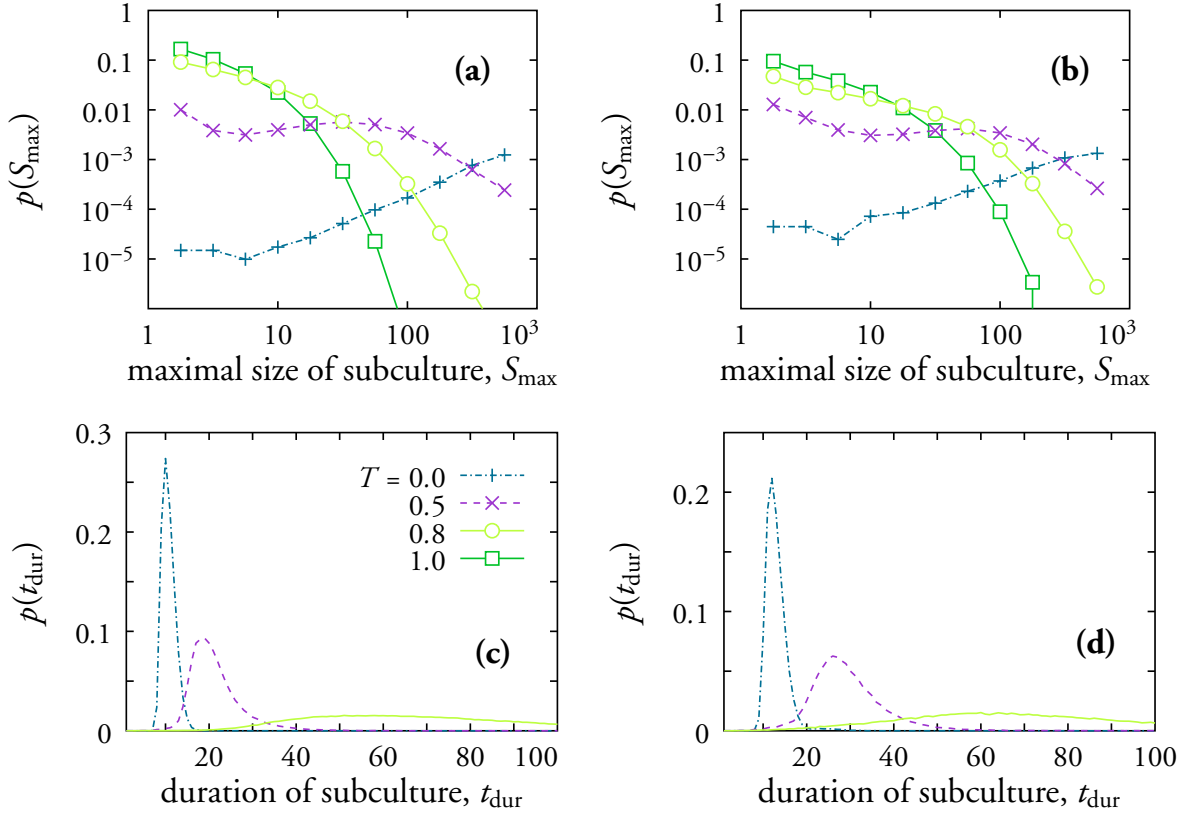 1
0.1
0.01
10⁻³
10⁻⁴
10⁻⁵
p(S_max)
(a)
1 10 100 10³
maximal size of subculture, S_max
1
0.1
0.01
10⁻³
10⁻⁴
10⁻⁵
p(S_max)
(b)
1 10 100 10³
maximal size of subculture, S_max
0.3
0.2
0.1
0
p(t_dur)
T = 0.0
0.5
0.8
1.0
(c)
20 40 60 80 100
duration of subculture, t_dur
0.2
0.1
0
p(t_dur)
(d)
20 40 60 80 100
duration of subculture, t_dur